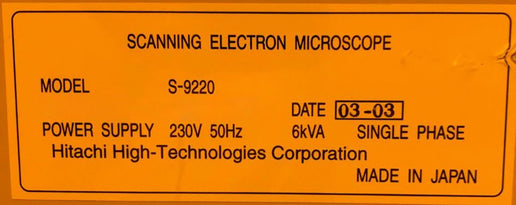 SCANNING ELECTRON MICROSCOPE
MODEL S-9220
DATE 03-03
POWER SUPPLY 230V 50Hz 6kVA SINGLE PHASE
Hitachi High-Technologies Corporation
MADE IN JAPAN